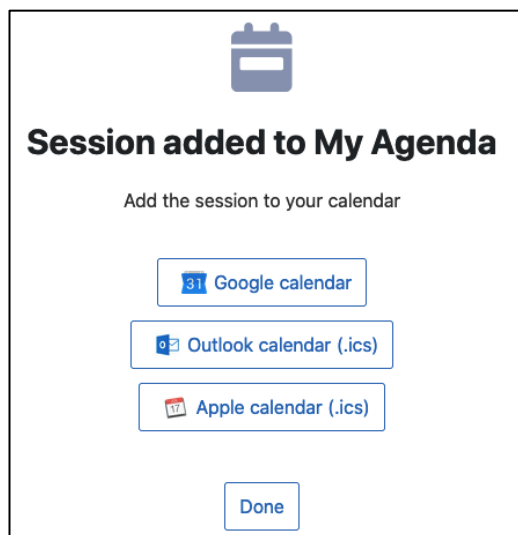 Session added to My Agenda
Add the session to your calendar
31 Google calendar
Outlook calendar (.ics)
17 Apple calendar (.ics)
Done